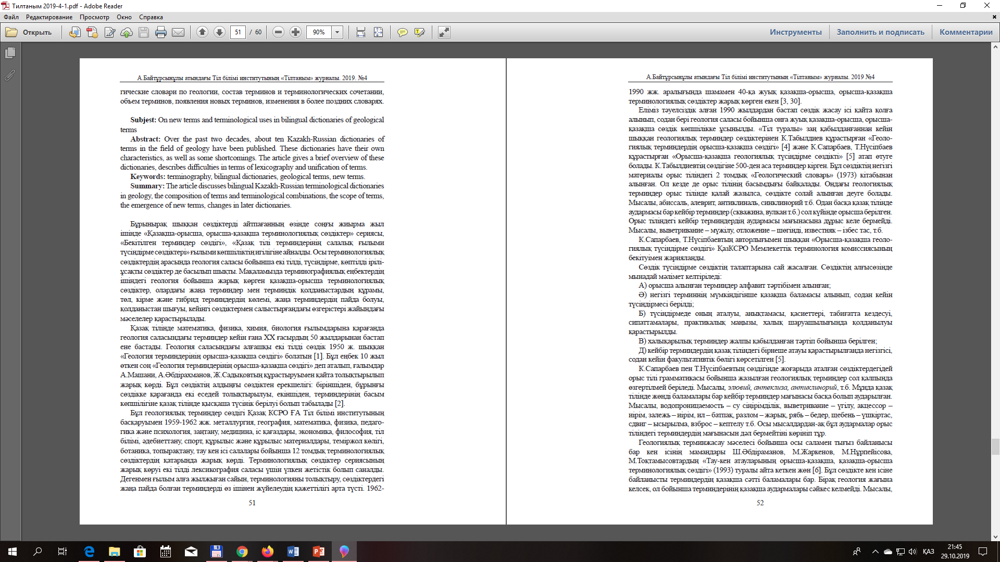 Тилтаным 2019-4-1.pdf - Adobe Reader
Файл Редактирование Просмотр Окно Справка
Открыть 51 / 60 90% Инструменты Заполнить и подписать Комментарии
А.Байтұрсынұлы атындағы Тіл білімі институтының «Тілтаным» журналы. 2019. №4
гические словари по геологии, состав терминов и терминологических сочетании,
объем терминов, появления новых терминов, изменения в более поздних словарях.
Subjest: On new terms and terminological uses in bilingual dictionaries of geological
terms
Abstract: Over the past two decades, about ten Kazakh-Russian dictionaries of
terms in the field of geology have been published. These dictionaries have their own
characteristics, as well as some shortcomings. The article gives a brief overview of these
dictionaries, describes difficulties in terms of lexicography and unification of terms.
Keywords: terminography, bilingual dictionaries, geological terms, new terms.
Summary: The article discusses bilingual Kazakh-Russian terminological dictionaries
in geology, the composition of terms and terminological combinations, the scope of terms,
the emergence of new terms, changes in later dictionaries.
Бұрынырақ шыққан сөздіктерді айтпағанның өзінде соңғы жиырма жыл
ішінде «Қазақша-орысша, орысша-қазақпа терминологиялық сөздіктер» сериясы,
«Бекітілген терминдер сөздігі», «Қазақ тілі терминдерінің салалық ғылыми
түсіндірме сөздіктері» ғылыми көпшіліктің игілігіне айналды. Осы терминологиялық
сөздіктердің арасында геология саласы бойынша екі тілді, түсіндірме, көптілді ірілі-
ұсақты сөздіктер де басылып шықты. Мақаламызда терминографиялық еңбектердің
ішіндегі геология бойынша жарық көрген қазақша-орысша терминологиялық
сөздіктер, олардағы жаңа терминдер мен терминдік қолданыстардың құрамы,
төл, кірме және гибрид терминдердің көлемі, жаңа терминдердің пайда болуы,
қолданыстан шығуы, кейінгі сөздіктермен салыстырғандағы өзгерістері жайындағы
мәселелер қарастырылады.
Қазақ тілінде математика, физика, химия, биология ғылымдарына қарағанда
геология саласындағы терминдер кейін ғана XX ғасырдың 50 жылдарынан бастап
ене бастады. Геология саласындағы алғашқы екі тілді сөздік 1950 ж. шыққан
«Геология терминдерінің орысша-қазақша сөздігі» болатын [1]. Бұл еңбек 10 жыл
өткен соң «Геология терминдерінің орысша-қазақша сөздігі» деп аталып, ғалымдар
А.Машани, А.Әбдірахманов, Ж.Садықовтың құрастыруымен қайта толықтырылып
жарық көрді. Бұл сөздіктің алдыңғы сөздіктен ерекшелігі: біріншіден, бұрынғы
сөздікке қарағанда екі еседей толықтырылуы, екіншіден, терминдерінің басым
көпшілігіне қазақ тілінде қысқаша түсінік берілуі болып табылады [2].
Бұл геологиялық терминдер сөздігі Қазақ КСРО ҒА Тіл білімі институтының
басқаруымен 1959-1962 жж. металлургия, география, математика, физика, педаго-
гика және психология, заңтану, медицина, іс қағаздары, экономика, философия, тіл
білімі, әдебиеттану, спорт, құрылыс және құрылыс материалдары, теміржол көлігі,
ботаника, топырақтану, тау кен ісі салалары бойынша 12 томдық терминологиялық
сөздіктердің қатарында жарық көрді. Терминологиялық сөздіктер сериясының
жарық көруі екі тілді лексикография саласы үшін үлкен жетістік болып саналды.
Дегенмен ғылым алға жылжыған сайын, терминологияны толықтыру, сөздіктердегі
жаңа пайда болған терминдерді өз ішінен жүйелеудің қажеттілігі арта түсті. 1962-
51
А.Байтұрсынұлы атындағы Тіл білімі институтының «Тілтаным» журналы. 2019 №4
1990 жж. аралығында шамамен 40-қа жуық қазақша-орысша, орысша-қазақша
терминологиялық сөздіктер жарық көрген екен [3, 30].
Еліміз тәуелсіздік алған 1990 жылдардан бастап сөздік жасау ісі қайта қолға
алынып, содан бері геология саласы бойынша онға жуық қазақша-орысша, орысша-
қазақша сөздік көпшілікке ұсынылды. «Тіл туралы» заң қабылданғаннан кейін
шыққан геологиялық терминдер сөздіктерінен К.Табылдиев құрастырған «Геоло-
гиялық терминдердің орысша-қазақша сөздігі» [4] және К.Сапарбаев, Т.Нүсіпбаев
құрастырған «Орысша-қазақша геологиялық түсіндірме сөздікті» [5] атап өтуге
болады. К.Табылдиевтің сөздігіне 500-ден аса терминдер кірген. Бұл сөздіктің негізгі
материалы орыс тіліндегі 2 томдық «Геологический словарь» (1973) кітабынан
алынған. Ол кезде де орыс тілінің басымдығы байқалады. Ондағы геологиялық
терминдер орыс тілінде қалай жазылса, сөздікте солай алынған деуге болады.
Мысалы, абиссаль, алеврит, антиклиналь, синклинорий т.б. Одан басқа қазақ тілінде
аудармасы бар кейбір терминдер (скважина, вулкан т.б.) сол күйінде орысша берілген.
Орыс тіліндегі кейбір терминдердің аудармасы мағынасына дұрыс келе бермейді.
Мысалы, выветривание – мүжілу, отложение – шөгінді, известняк – ізбес тас, т.б.
К.Сапарбаев, Т.Нүсіпбаевтың авторлығымен шыққан «Орысша-қазақша геоло-
гиялық түсіндірме сөздігі» ҚазКСРО Мемлекеттік терминология комиссиясының
бекітуімен жарияланды.
Сөздік түсіндірме сөздіктің талаптарына сай жасалған. Сөздіктің алғысөзінде
мынадай мәлімет келтіріледі:
А) орысша алынған терминдер алфавит тәртібімен алынған;
Ә) негізгі терминнің мүмкіндігінше қазақша баламасы алынып, содан кейін
түсіндірмесі берілді;
Б) түсіндірмеде оның аталуы, анықтамасы, қасиеттері, табиғатта кездесуі,
сипаттамалары, практикалық маңызы, халық шаруашылығында қолданылуы
қарастырылды.
В) халықарылық терминдер жалпы қабылданған тәртіп бойынша берілген;
Д) кейбір терминдердің қазақ тіліндегі бірнеше атауы қарастырылғанда негізгісі,
содан кейін факультативтік бөлігі көрсетілген [5].
К.Сапарбаев пен Т.Нүсіпбаевтың сөздігінде жоғарыда аталған сөздіктердегідей
орыс тілі грамматикасы бойынша жазылған геологиялық терминдер сол қалпында
өзгертілмей беріледі. Мысалы, элювий, антеклиза, антиклинорий, т.б. Мұнда қазақ
тілінде жөнді баламалары бар кейбір терминдер мағынасы басқа болып аударылған.
Мысалы, водопроницаемость – су сіңірімділік, выветривание – үгілу, акцессор –
иірім, залежь – иірім, ил – батпақ, разлом – жарық, рябь – бедер, щебень – үшкіртас,
сдвиг – ысырылма, взброс – кептелу т.б. Осы мысалдардан-ақ бұл аудармалар орыс
тіліндегі терминдердің мағынасын дәл бермейтіні көрініп тұр.
Геологиялық терминжасау мәселесі бойынша осы саламен тығыз байланысы
бар кен ісінің мамандары Ш.Әбдіраманов, М.Жаркенов, М.Нұрпейісова,
М.Тоқтамысовтардың «Тау-кен атауларының орысша-қазақша, қазақша-орысша
терминологиялық сөздігі» (1993) туралы айта кеткен жөн [6]. Бұл сөздікте кен ісіне
байланысты терминдердің қазақша сәтті баламалары бар. Бірақ геология жағына
келсек, ол бойынша терминдерінің қазақша аудармалары сәйкес келмейді. Мысалы,
52
ҚАЗ
21:45
29.10.2019